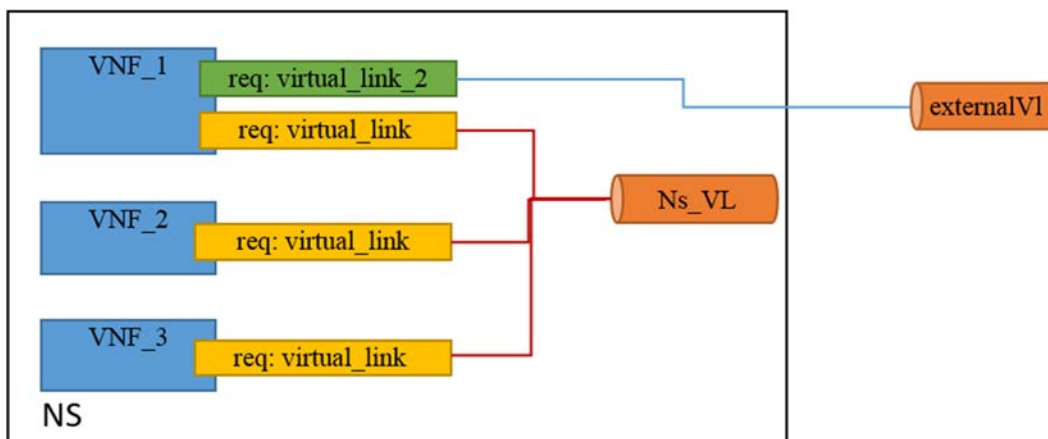 VNF_1
req: virtual_link_2
externalVl
req: virtual_link
Ns_VL
VNF_2
req: virtual_link
VNF_3
req: virtual_link
NS